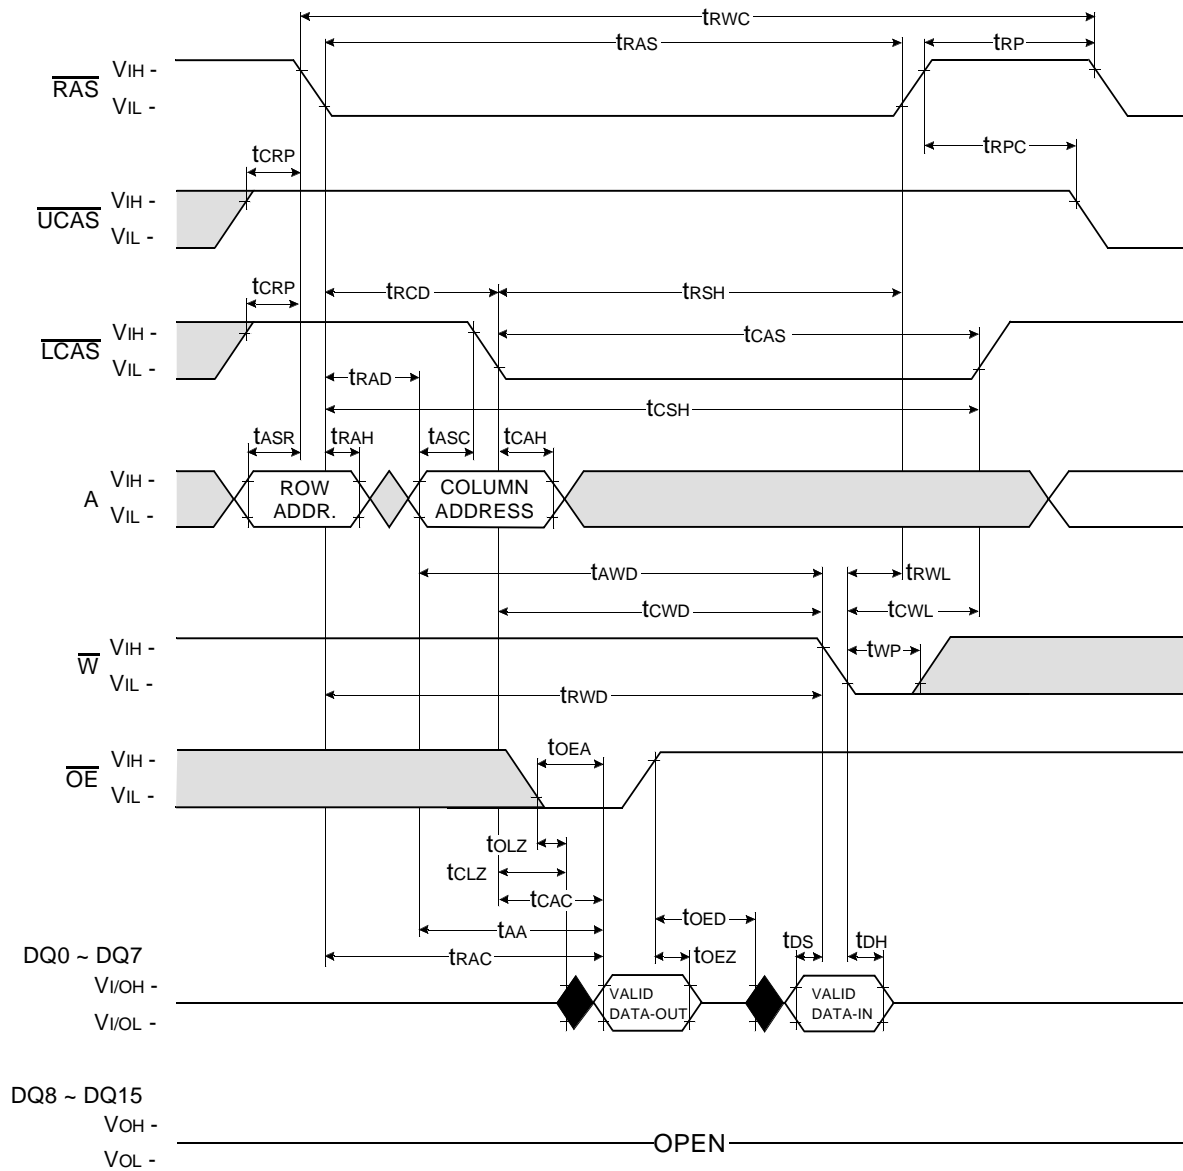 tRWC
tRAS
tRP
RAS
VIH -
VIL -
tCRP
tRPC
UCAS
VIH -
VIL -
tCRP
tRCD
tRSH
LCAS
VIH -
VIL -
tCAS
tRAD
tCSH
tASR
tRAH
tASC
tCAH
A
VIH -
VIL -
ROW
ADDR.
COLUMN
ADDRESS
tAWD
tRWL
tCWD
tCWL
W
VIH -
VIL -
tWP
tRWD
OE
VIH -
VIL -
tOEA
tOLZ
tCLZ
tCAC
tOED
tAA
tDS
tDH
DQ0 ~ DQ7
tRAC
tOEZ
VI/OH -
VI/OL -
VALID
DATA-OUT
VALID
DATA-IN
DQ8 ~ DQ15
VOH -
VOL -
OPEN